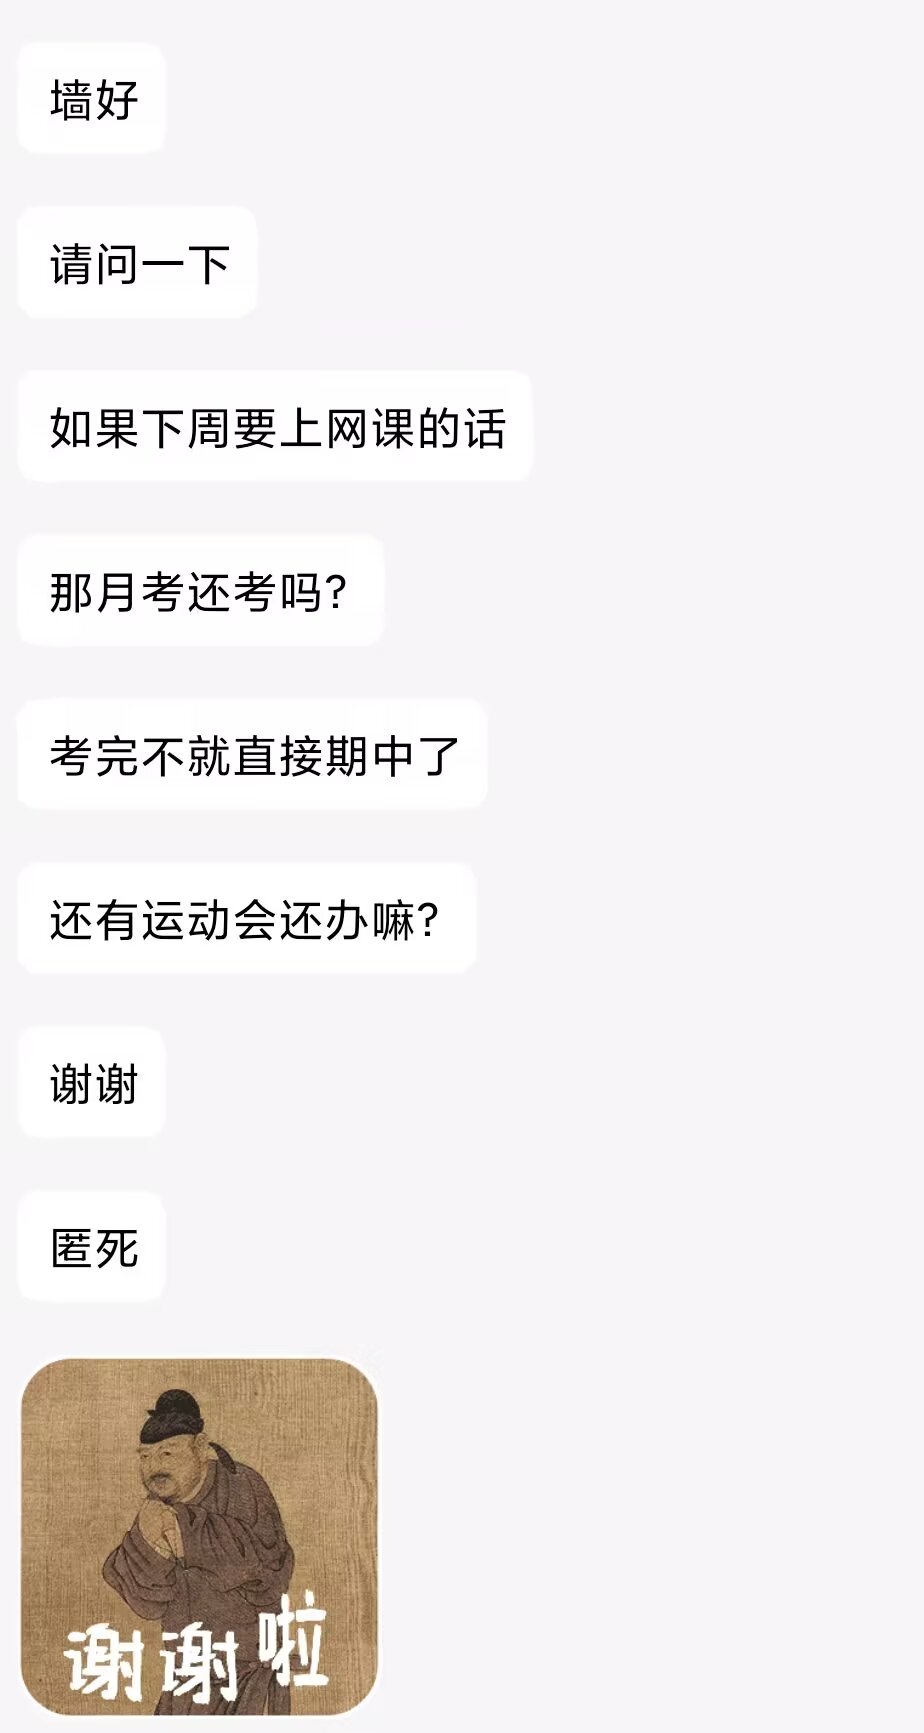 墙好
请问一下
如果下周要上网课的话
那月考还考吗?
考完不就直接期中了
还有运动会还办嘛?
谢谢
匿死
谢谢啦